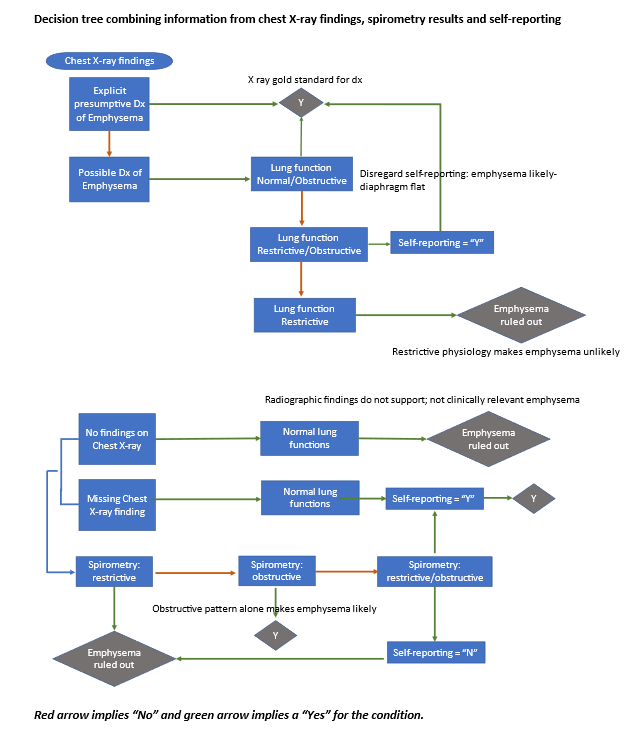 Decision tree combining information from chest X-ray findings, spirometry results and self-reporting
Chest X-ray findings
X ray gold standard for dx
Explicit
presumptive Dx
of Emphysema
Y
Possible Dx of
Emphysema
Lung function
Normal/Obstructive
Disregard self-reporting: emphysema likely-
diaphragm flat
Lung function
Restrictive/Obstructive
Self-reporting = “Y”
Lung function
Restrictive
Emphysema
ruled out
Restrictive physiology makes emphysema unlikely
Radiographic findings do not support; not clinically relevant emphysema
No findings on
Chest X-ray
Normal lung
functions
Emphysema
ruled out
Missing Chest
X-ray finding
Normal lung
functions
Self-reporting = “Y”
Y
Spirometry:
restrictive
Spirometry:
obstructive
Spirometry:
restrictive/obstructive
Obstructive pattern alone makes emphysema likely
Y
Emphysema
ruled out
Self-reporting = “N”
Red arrow implies “No” and green arrow implies a “Yes” for the condition.